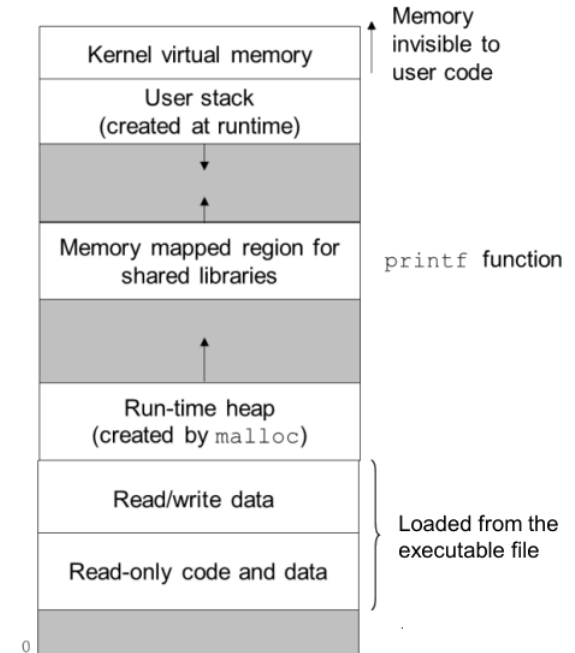 Memory
invisible to
user code
Kernel virtual memory
User stack
(created at runtime)
Memory mapped region for
shared libraries
printf function
Run-time heap
(created by malloc)
Read/write data
Loaded from the
executable file
Read-only code and data
0